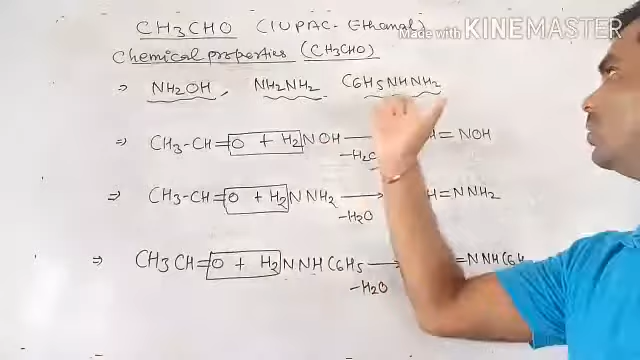 CH3CHO (IUPAC- Ethanal)
Made with KINEMASTER
Chemical properties (CH3CHO)
⇒ NH2OH, NH2NH2 C6H5NHNH2
⇒ CH3-CH=O + H2NOH → -H2O H=NOH
⇒ CH3-CH=O + H2NNH2 → -H2O H=NNH2
⇒ CH3CH=O + H2NNHC6H5 → -H2O =NNHC6H